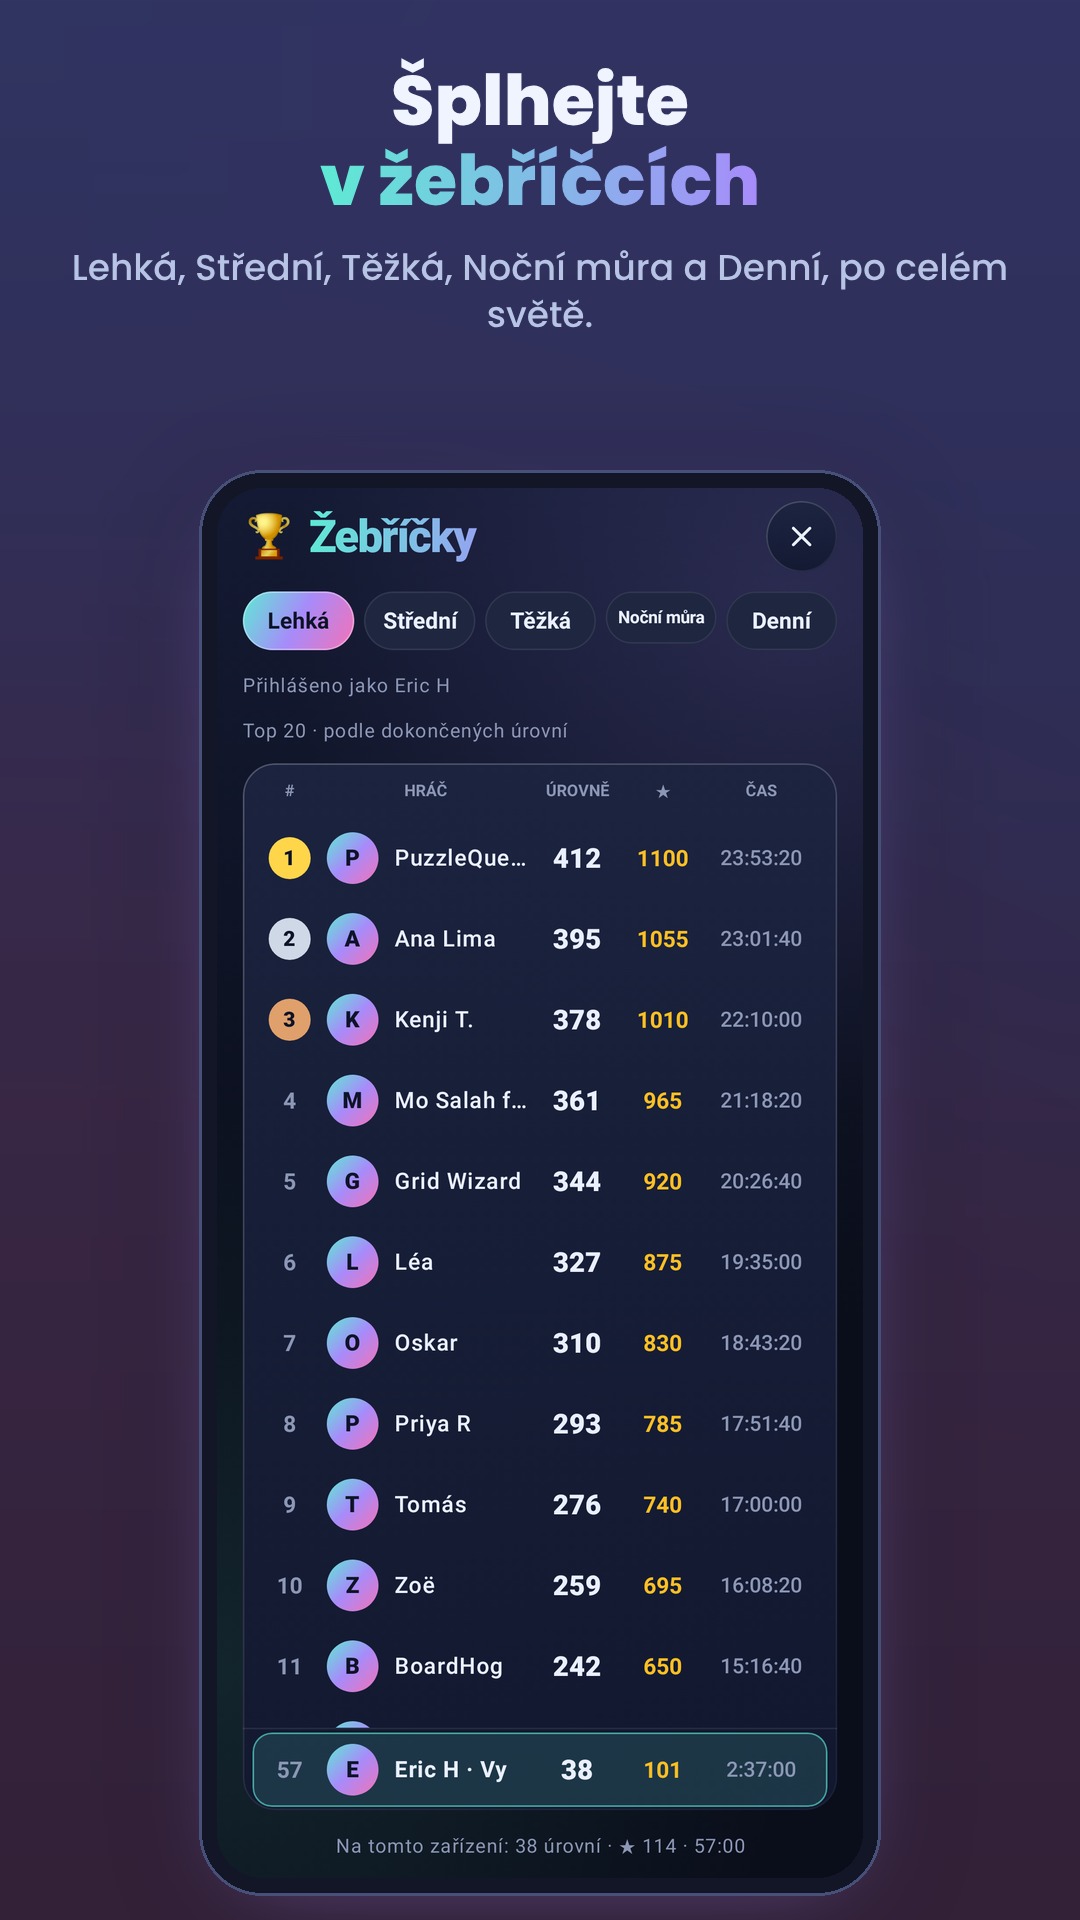 Šplhejte
v žebříčcích
Lehká, Střední, Těžká, Noční můra a Denní, po celém
světě.
Žebříčky
Lehká Střední Těžká Noční můra Denní
Přihlášeno jako Eric H
Top 20 · podle dokončených úrovní
# HRÁČ ÚROVNĚ ★ ČAS
1 P PuzzleQue… 412 1100 23:53:20
2 A Ana Lima 395 1055 23:01:40
3 K Kenji T. 378 1010 22:10:00
4 M Mo Salah f… 361 965 21:18:20
5 G Grid Wizard 344 920 20:26:40
6 L Léa 327 875 19:35:00
7 O Oskar 310 830 18:43:20
8 P Priya R 293 785 17:51:40
9 T Tomás 276 740 17:00:00
10 Z Zoë 259 695 16:08:20
11 B BoardHog 242 650 15:16:40
57 E Eric H · Vy 38 101 2:37:00
Na tomto zařízení: 38 úrovní · ★ 114 · 57:00